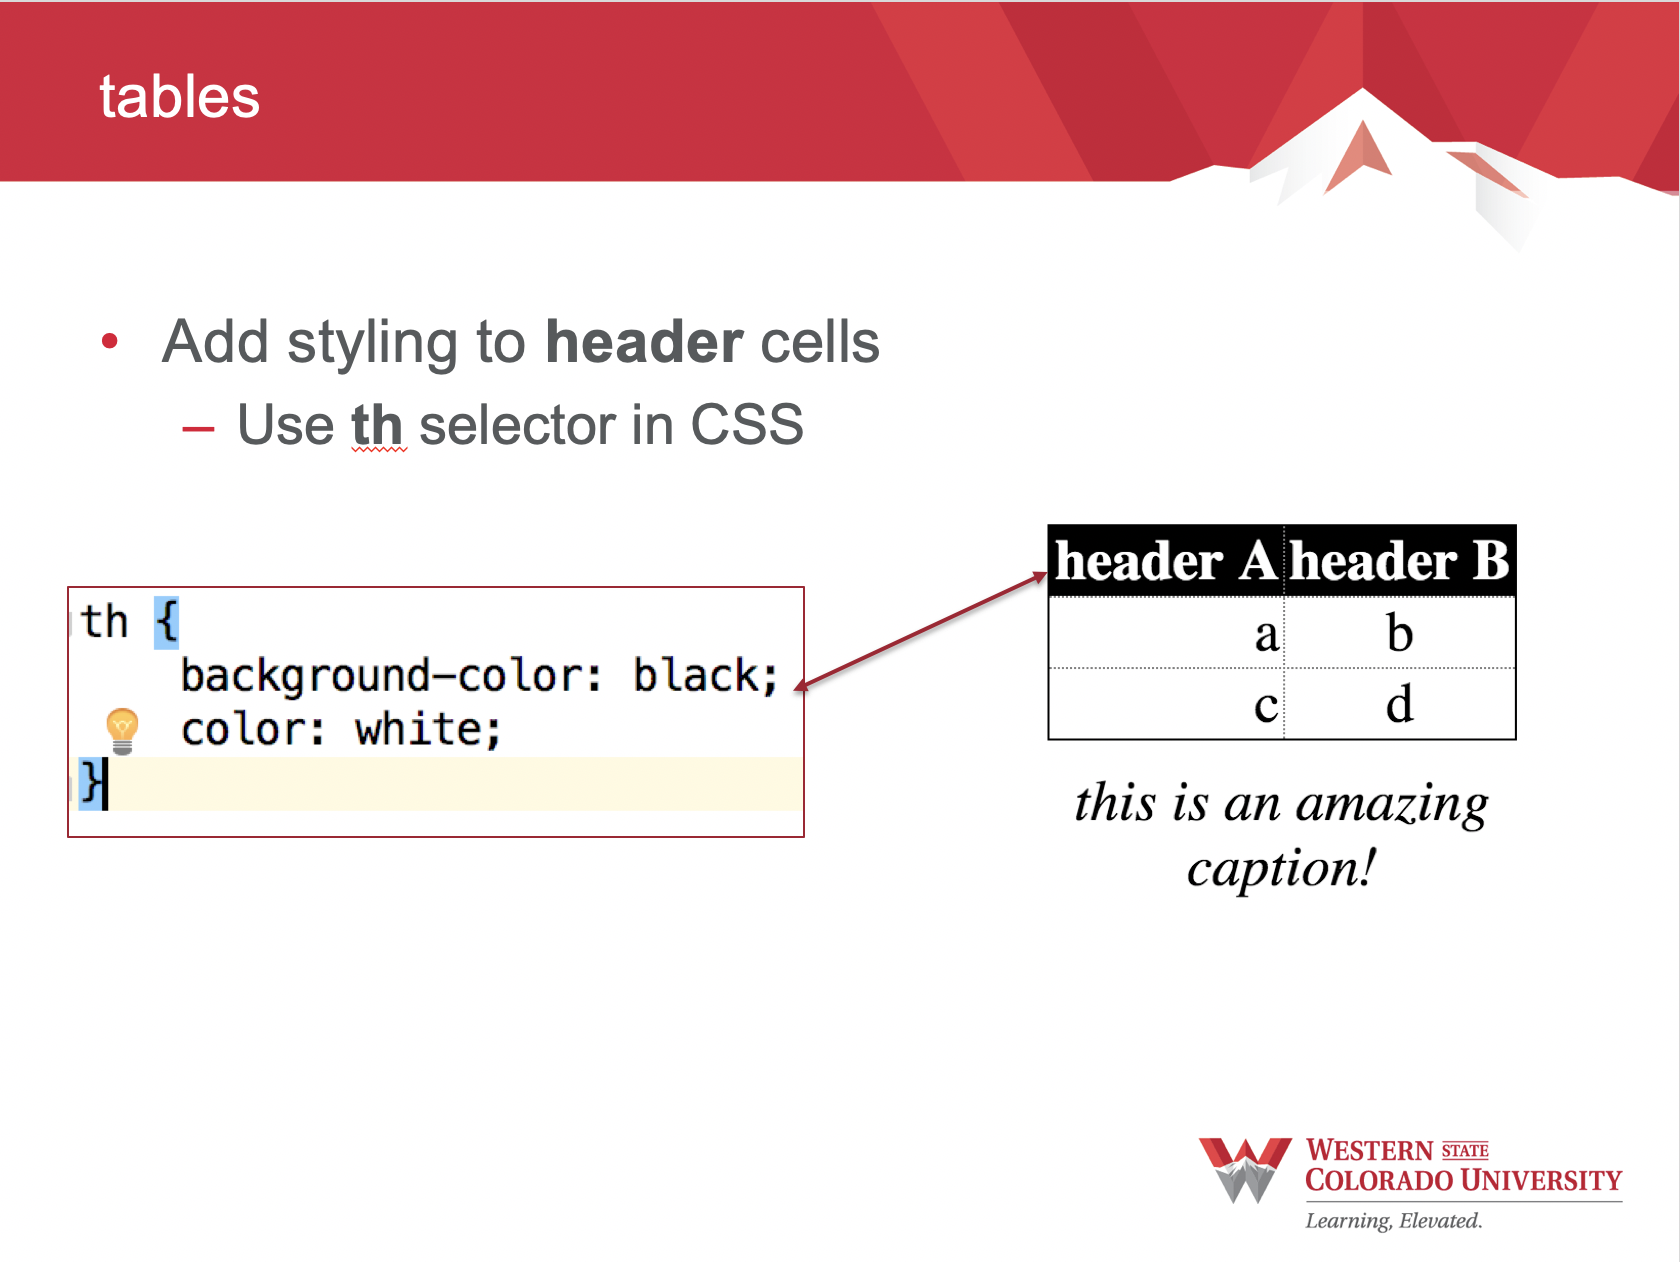 tables
• Add styling to header cells
– Use th selector in CSS
th {
background-color: black;
color: white;
}
header A header B
a b
c d
this is an amazing
caption!
WESTERN STATE
COLORADO UNIVERSITY
Learning, Elevated.